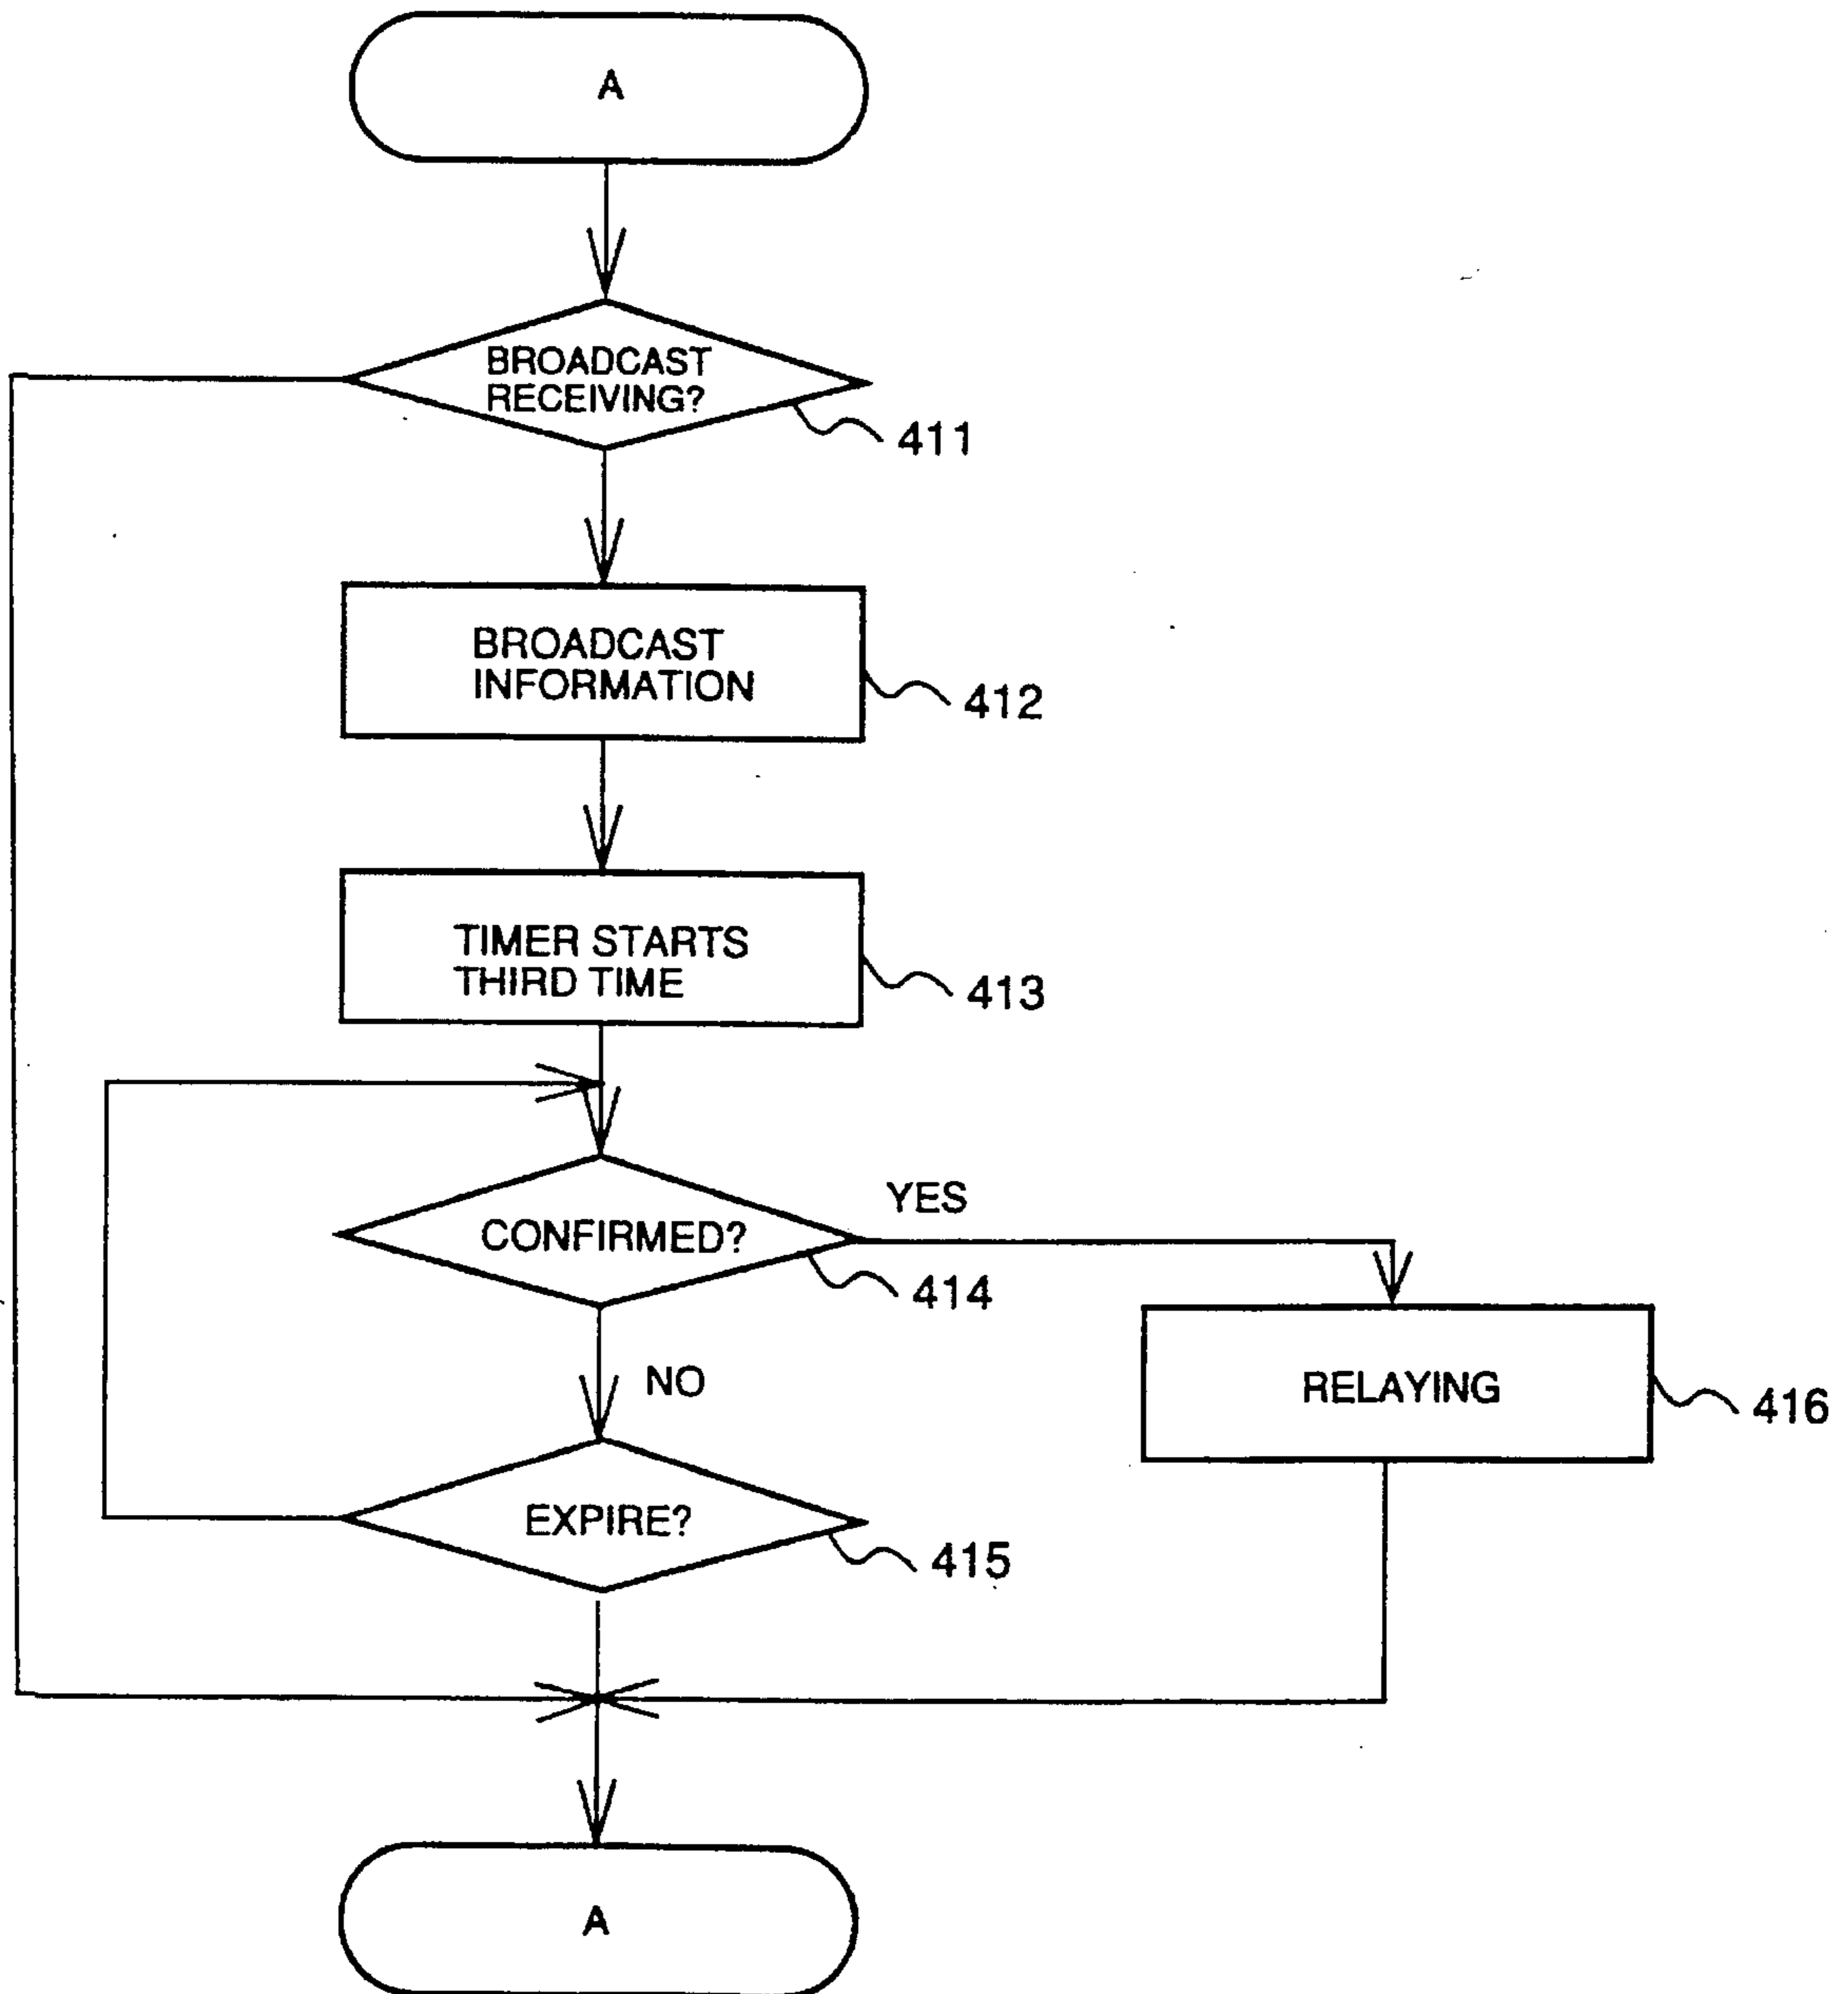 A
BROADCAST
RECEIVING?
411
BROADCAST
INFORMATION
412
TIMER STARTS
THIRD TIME
413
YES
CONFIRMED?
414
NO
RELAYING
416
EXPIRE?
415
A